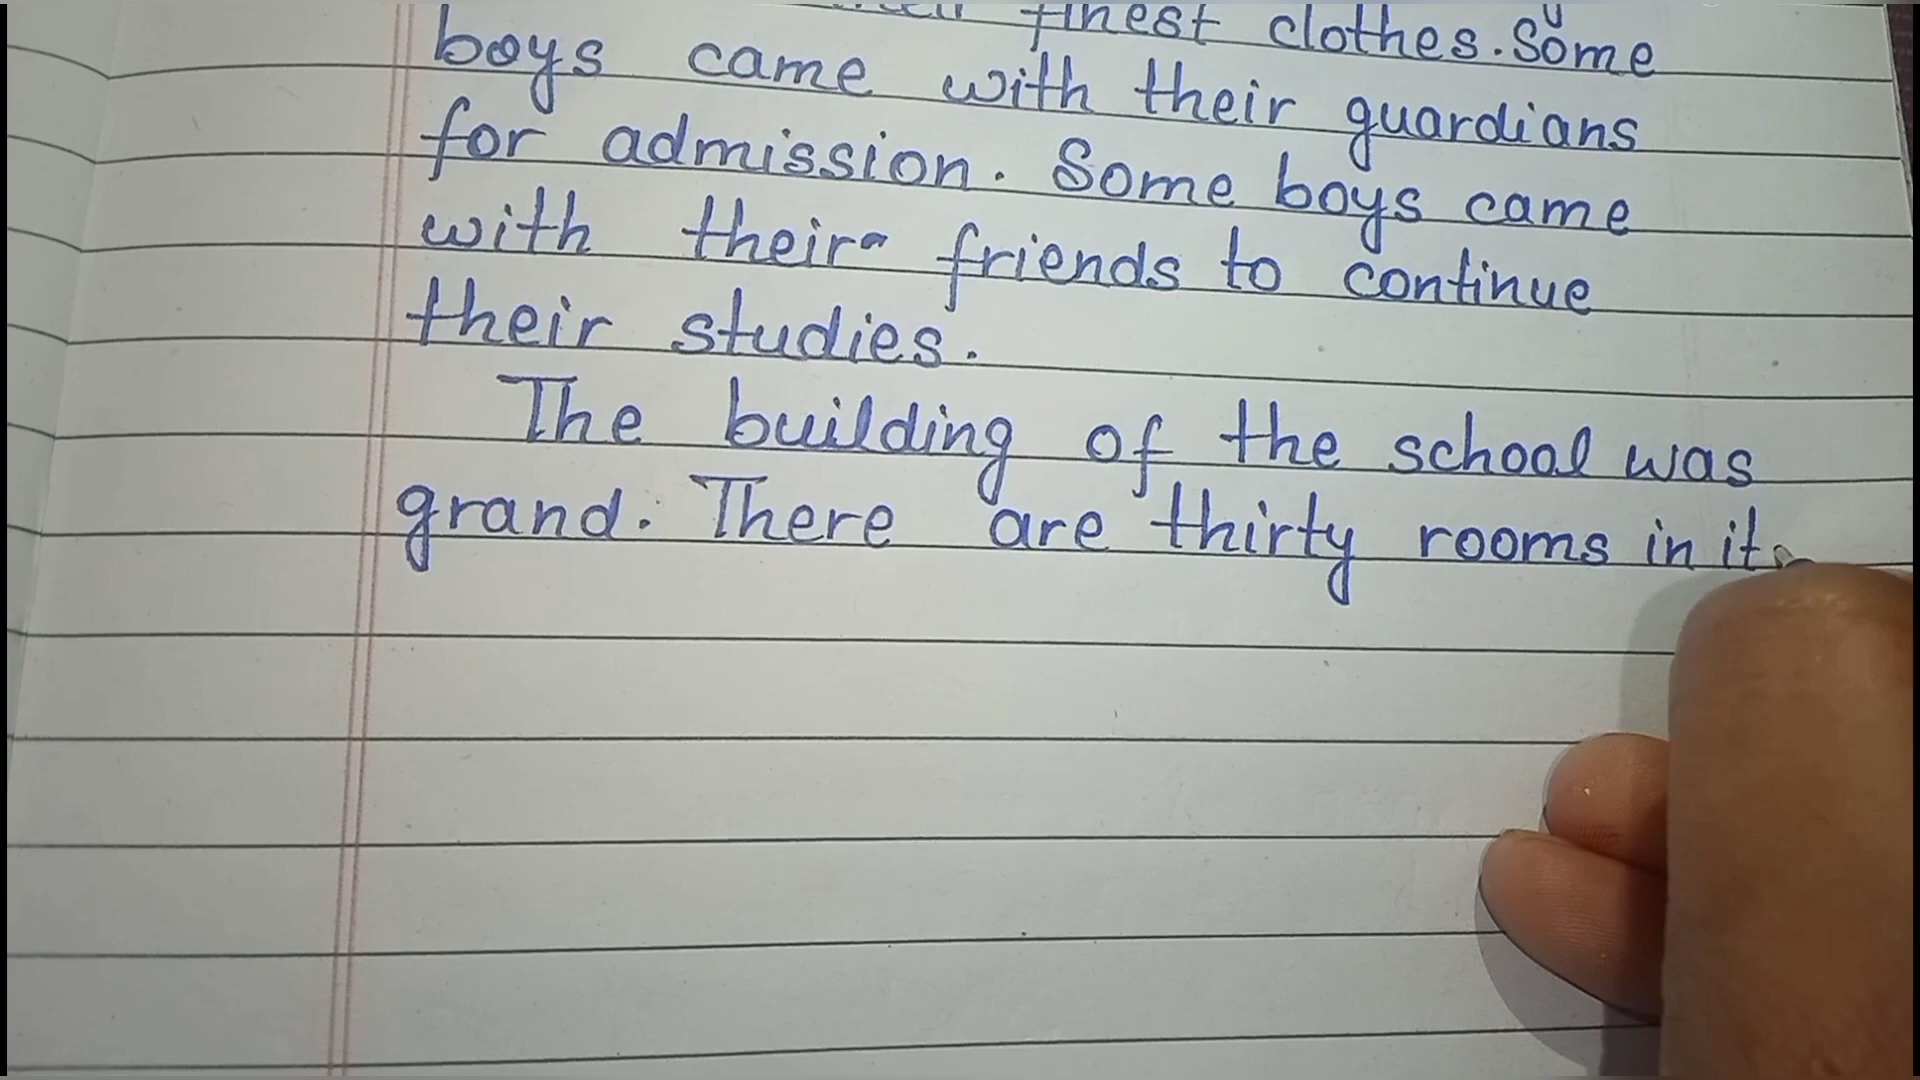 finest clothes. Some
boys came with their guardians
for admission. Some boys came
with their friends to continue
their studies.
The building of the school was
grand. There are thirty rooms in it